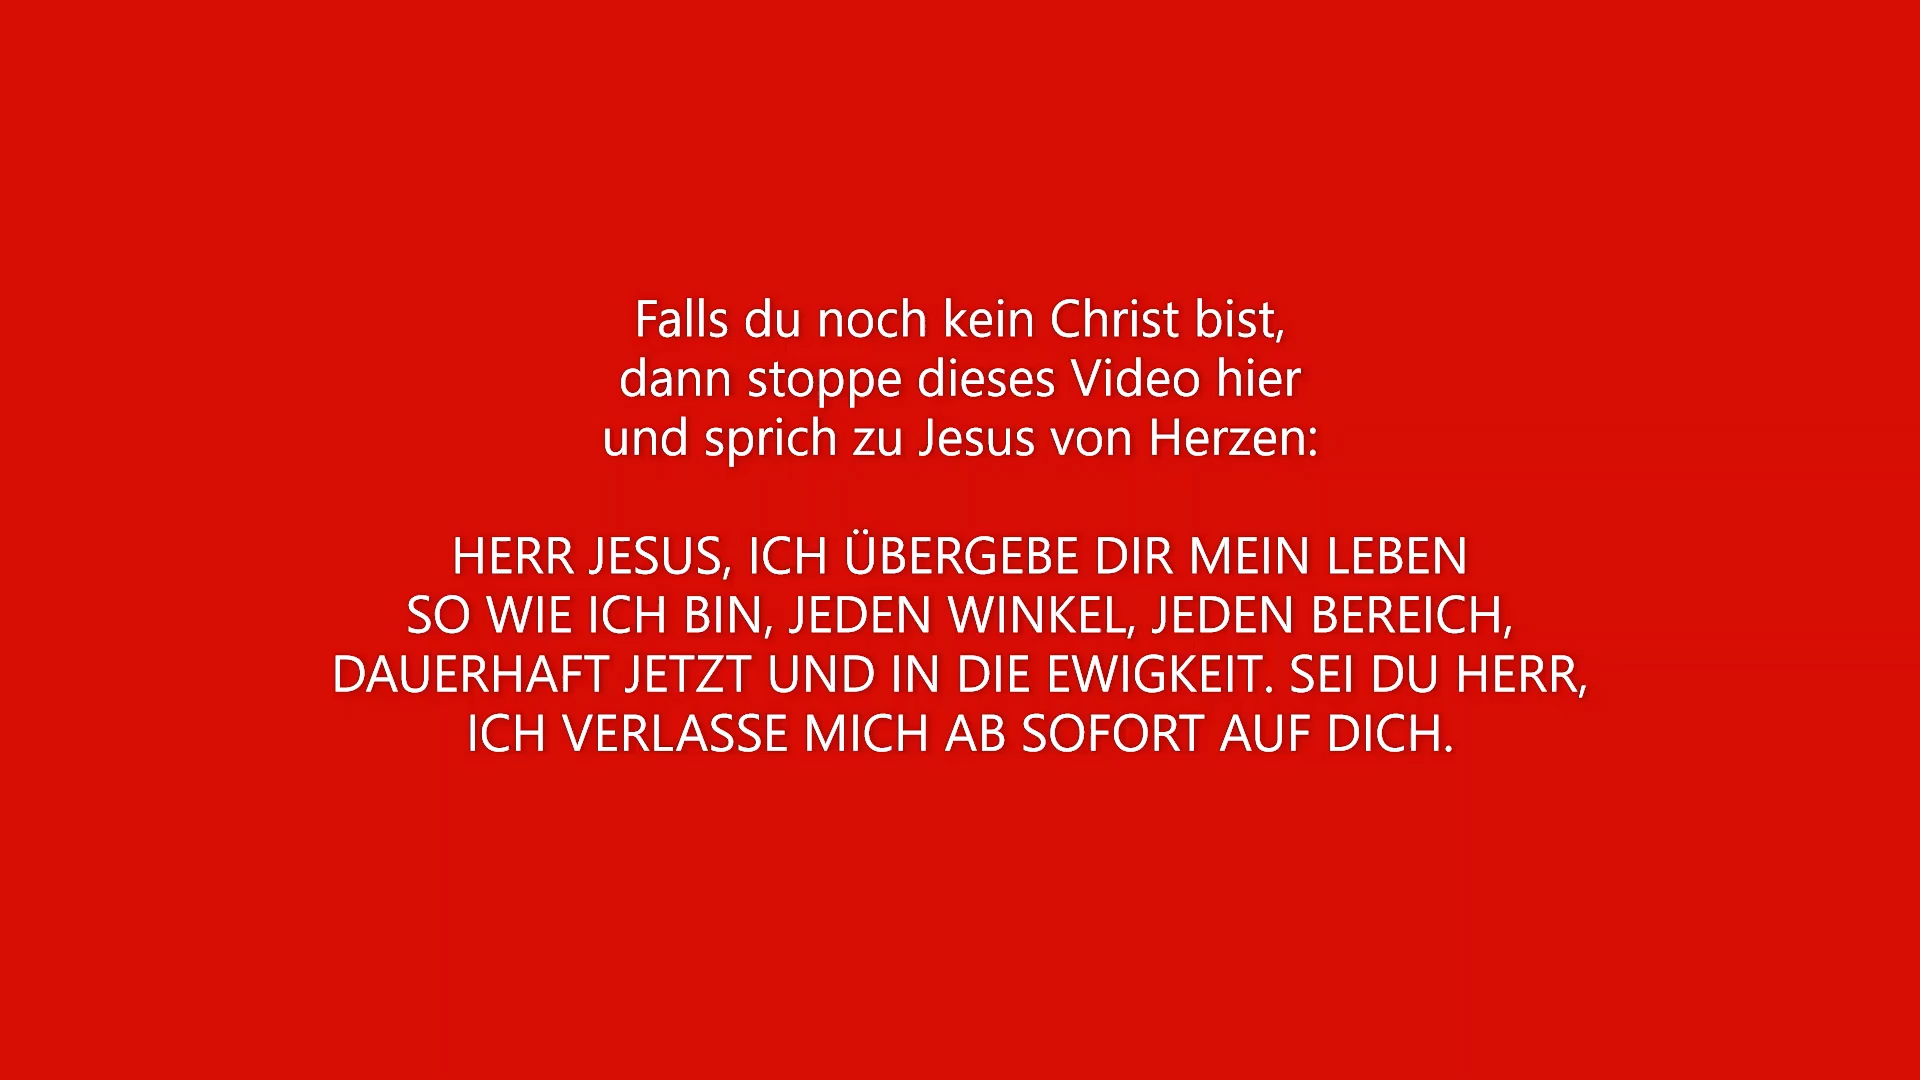 Falls du noch kein Christ bist,
dann stoppe dieses Video hier
und sprich zu Jesus von Herzen:
HERR JESUS, ICH ÜBERGEBE DIR MEIN LEBEN
SO WIE ICH BIN, JEDEN WINKEL, JEDEN BEREICH,
DAUERHAFT JETZT UND IN DIE EWIGKEIT. SEI DU HERR,
ICH VERLASSE MICH AB SOFORT AUF DICH.